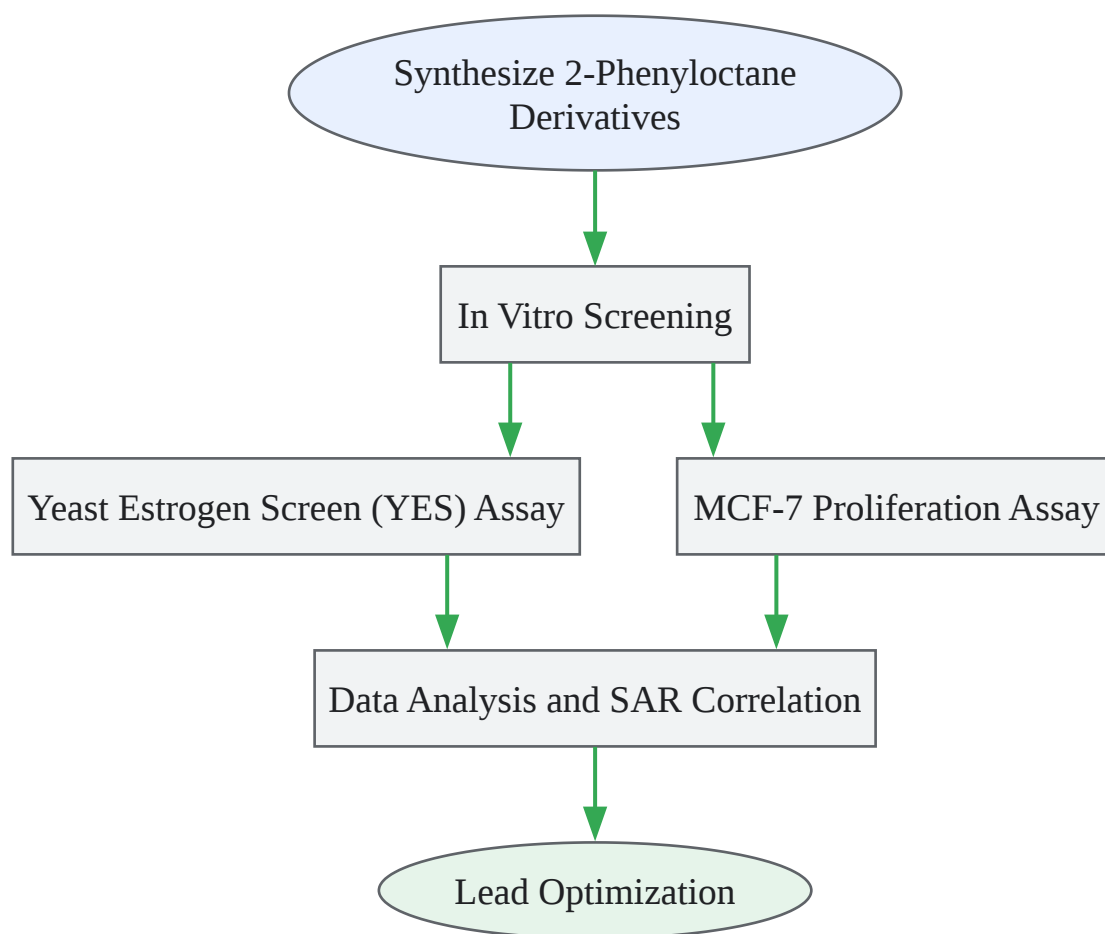 Synthesize 2-Phenyloctane
Derivatives
In Vitro Screening
Yeast Estrogen Screen (YES) Assay
MCF-7 Proliferation Assay
Data Analysis and SAR Correlation
Lead Optimization